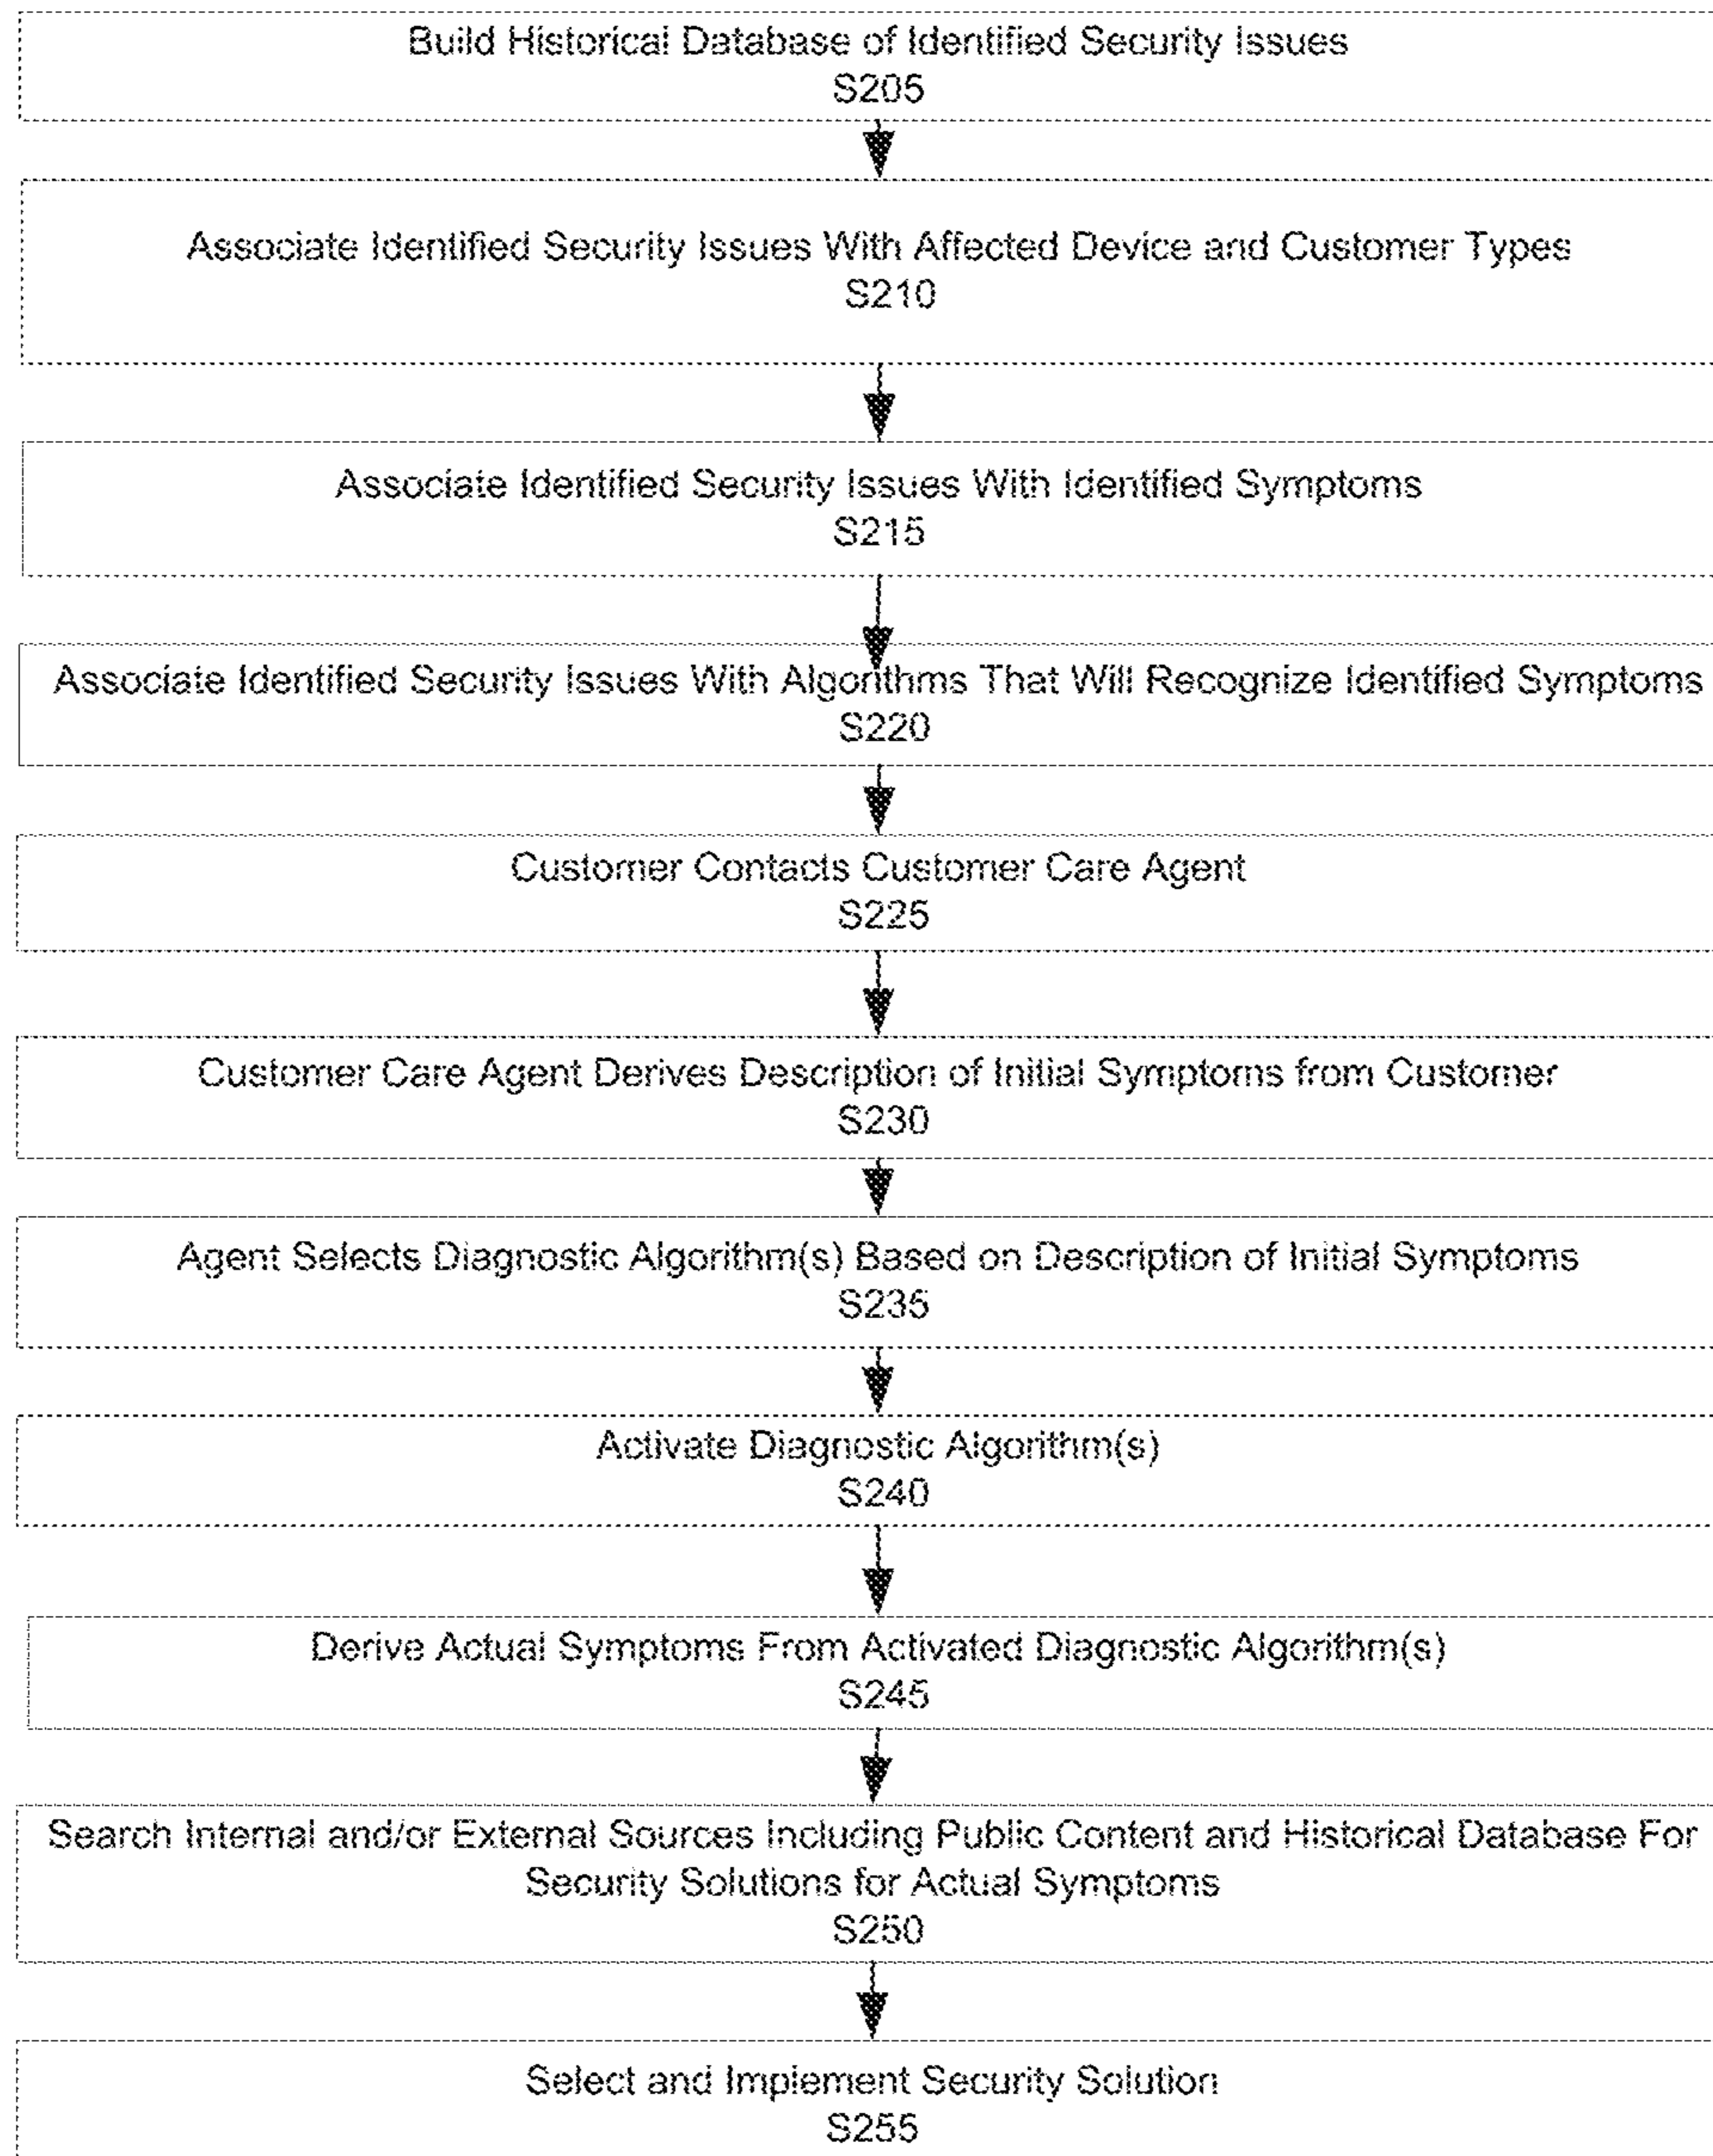 Build Historical Database of Identified Security Issues
S205
Associate Identified Security Issues With Affected Device and Customer Types
S210
Associate Identified Security Issues With Identified Symptoms
S215
Associate Identified Security Issues With Algorithms That Will Recognize Identified Symptoms
S220
Customer Contacts Customer Care Agent
S225
Customer Care Agent Derives Description of Initial Symptoms from Customer
S230
Agent Selects Diagnostic Algorithm(s) Based on Description of Initial Symptoms
S235
Activate Diagnostic Algorithm(s)
S240
Derive Actual Symptoms From Activated Diagnostic Algorithm(s)
S245
Search Internal and/or External Sources Including Public Content and Historical Database For
Security Solutions for Actual Symptoms
S250
Select and Implement Security Solution
S255